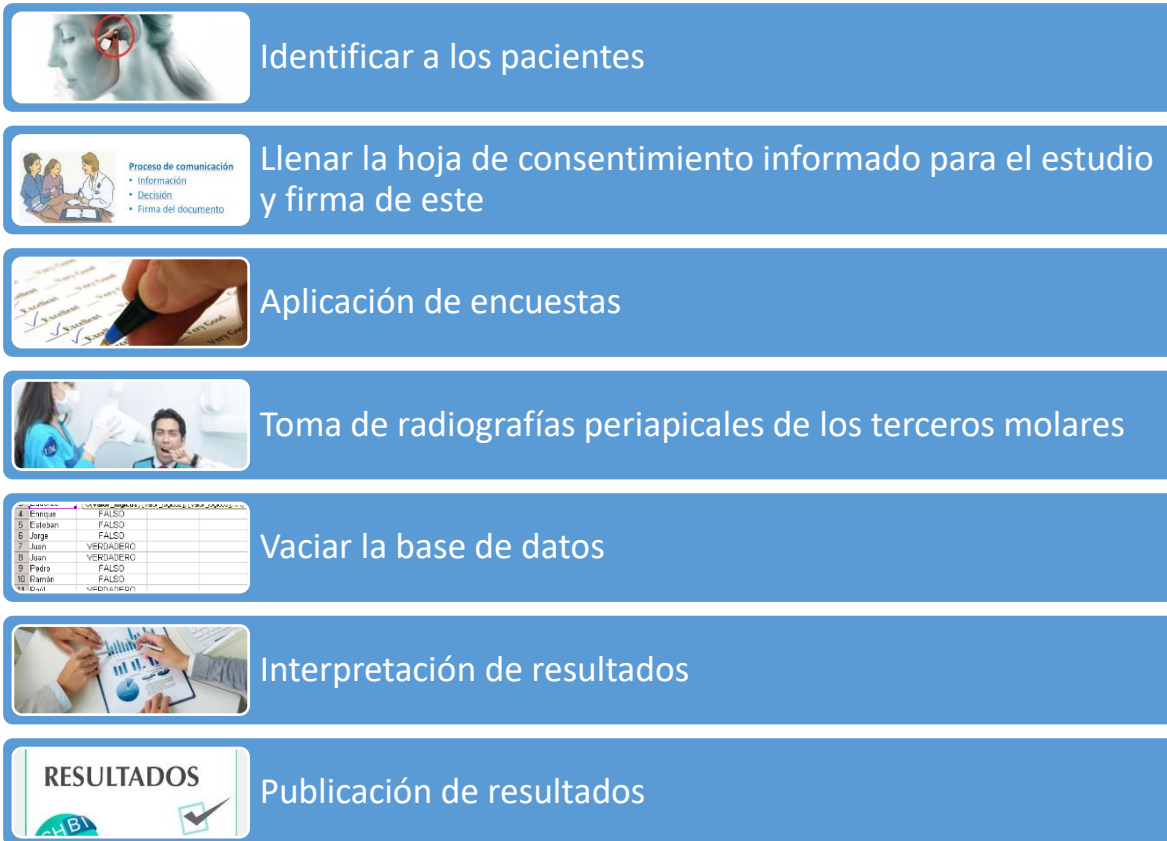 Identificar a los pacientes
Proceso de comunicación
• Información
• Decisión
• Firma del documento
Llenar la hoja de consentimiento informado para el estudio
y firma de este
Aplicación de encuestas
Toma de radiografías periapicales de los terceros molares
4 Enrique FALSO
5 Esteban FALSO
6 Jorge FALSO
7 Juan VERDADERO
8 Juan VERDADERO
9 Pedro FALSO
10 Ramón FALSO
11 Raúl VERDADERO
Vaciar la base de datos
Interpretación de resultados
RESULTADOS
Publicación de resultados